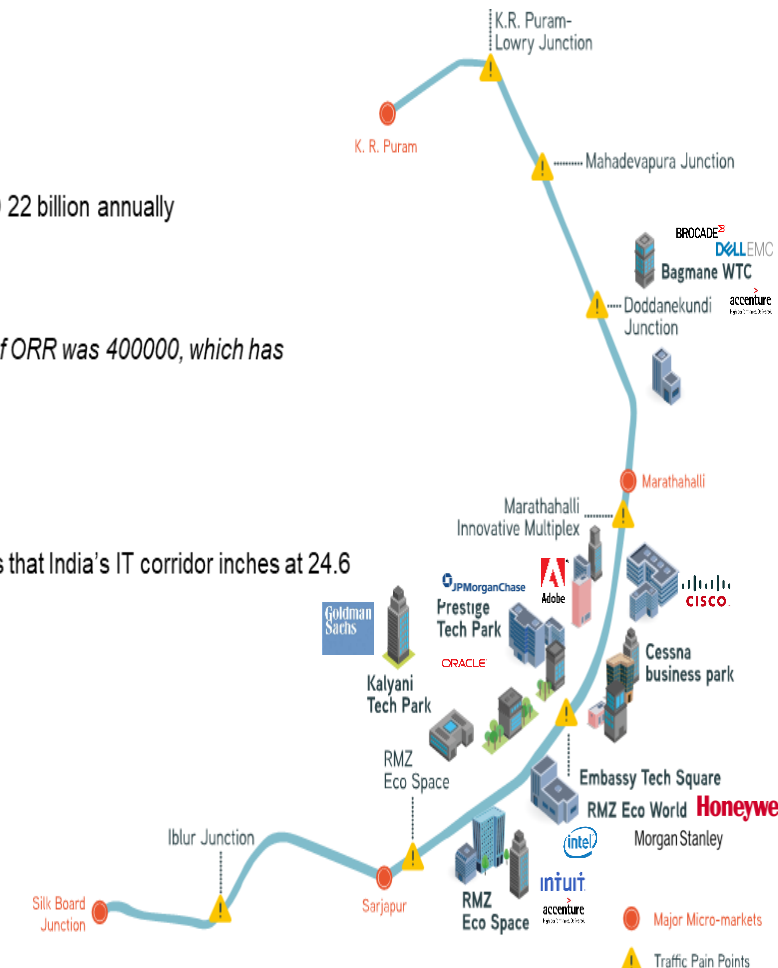 K.R. Puram-
Lowry Junction
K. R. Puram
Mahadevapura Junction
22 billion annually
BROCADE
DELLEMC
Bagmane WTC
accenture
Doddanekundi
Junction
f ORR was 400000, which has
Marathahalli
Marathahalli
Innovative Multiplex
s that India's IT corridor inches at 24.6
JPMorganChase
Adobe
CISCO
Goldman
Sachs
Prestige
Tech Park
ORACLE
Cessna
business park
Kalyani
Tech Park
RMZ
Eco Space
Embassy Tech Square
RMZ Eco World
Honeywe
Iblur Junction
intel
Morgan Stanley
intuit
accenture
RMZ
Eco Space
Silk Board
Junction
Sarjapur
Major Micro-markets
Traffic Pain Points